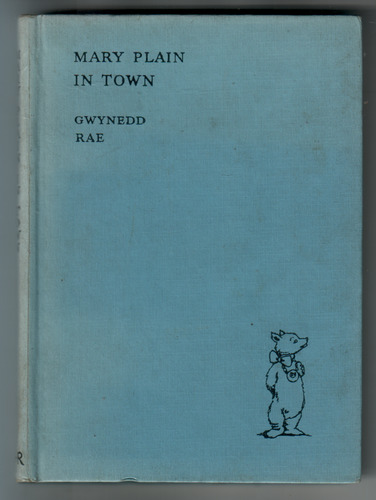 MARY PLAIN
IN TOWN
GWYNEDD
RAE
R